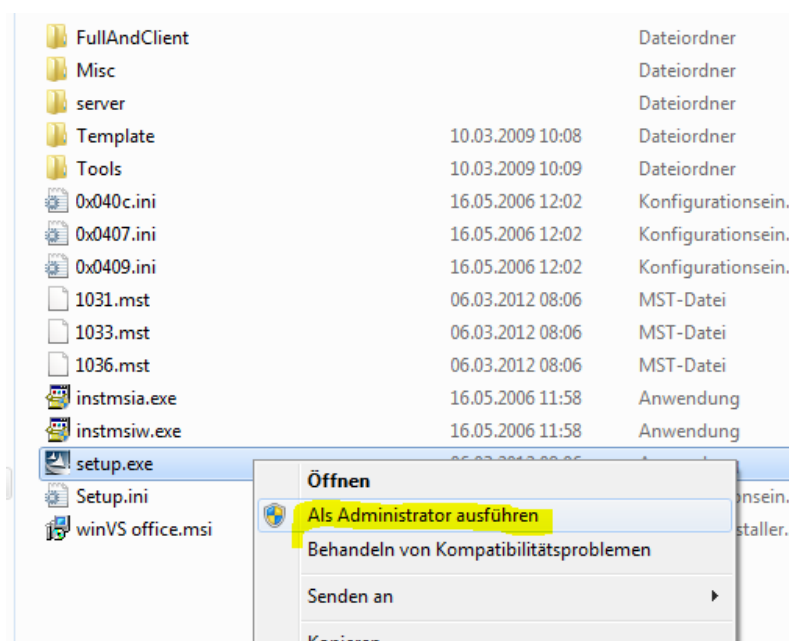 FullAndClient Dateiordner
Misc Dateiordner
server Dateiordner
Template 10.03.2009 10:08 Dateiordner
Tools 10.03.2009 10:09 Dateiordner
0x040c.ini 16.05.2006 12:02 Konfigurationsein.
0x0407.ini 16.05.2006 12:02 Konfigurationsein.
0x0409.ini 16.05.2006 12:02 Konfigurationsein.
1031.mst 06.03.2012 08:06 MST-Datei
1033.mst 06.03.2012 08:06 MST-Datei
1036.mst 06.03.2012 08:06 MST-Datei
instmsia.exe 16.05.2006 11:58 Anwendung
instmsiw.exe 16.05.2006 11:58 Anwendung
setup.exe
Öffnen
Setup.ini
Als Administrator ausführen
winVS office.msi
Behandeln von Kompatibilitätsproblemen
Senden an